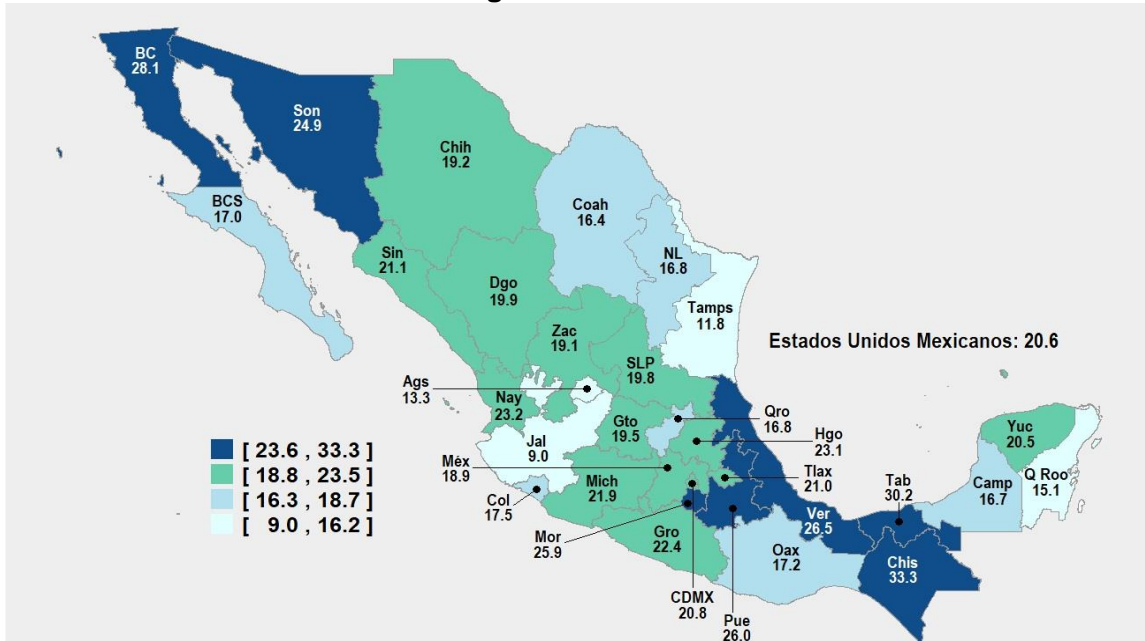 BC
28.1
Son
24.9
Chih
19.2
BCS
17.0
Coah
16.4
NL
16.8
Sin
21.1
Dgo
19.9
Tamps
11.8
Zac
19.1
Estados Unidos Mexicanos: 20.6
SLP
19.8
Ags
13.3
Nay
23.2
Gto
19.5
Qro
16.8
Hgo
23.1
Yuc
20.5
Jal
9.0
Méx
18.9
Mich
21.9
Tlax
21.0
Tab
30.2
Camp
16.7
Q Roo
15.1
Col
17.5
Ver
26.5
Mor
25.9
Gro
22.4
Oax
17.2
Chis
33.3
CDMX
20.8
Pue
26.0
[ 23.6 , 33.3 ]
[ 18.8 , 23.5 ]
[ 16.3 , 18.7 ]
[ 9.0 , 16.2 ]